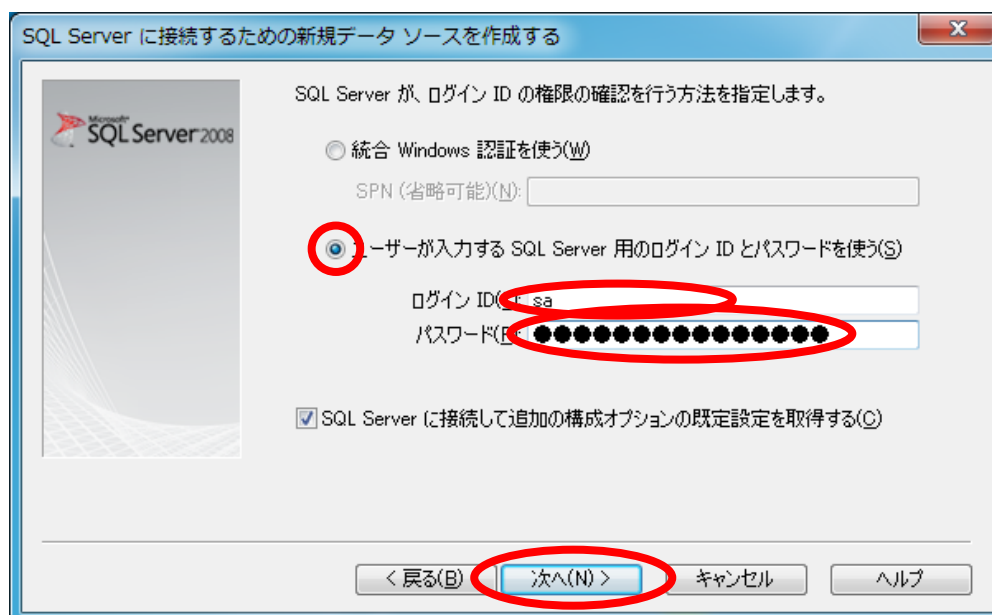 SQL Server に接続するための新規データ ソースを作成する
Microsoft
SQL Server 2008
SQL Server が、ログイン ID の権限の確認を行う方法を指定します。
統合 Windows 認証を使う(W)
SPN (省略可能)(N):
ーザーが入力する SQL Server 用のログイン ID とパスワードを使う(S)
ログイン ID( : sa
パスワード(P): ●●●●●●●●●●●●●●●
SQL Server に接続して追加の構成オプションの既定設定を取得する(C)
< 戻る(B) 次へ(N) > キャンセル ヘルプ